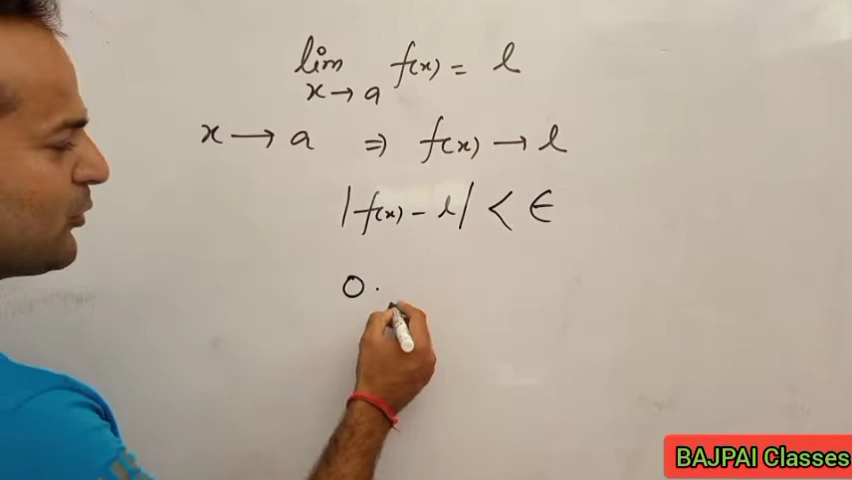 lim f(x) = l
x → a
x → a ⇒ f(x) → l
|f(x) - l| < ϵ
0 .
BAJPAI Classes